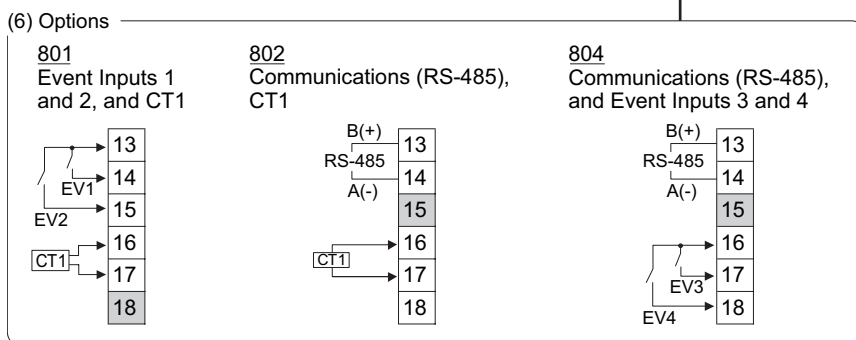 (6) Options
801
Event Inputs 1
and 2, and CT1
13
14
15
16
17
18
EV1
EV2
CT1
802
Communications (RS-485),
CT1
B(+)
RS-485
A(-)
13
14
15
16
17
18
CT1
804
Communications (RS-485),
and Event Inputs 3 and 4
B(+)
RS-485
A(-)
13
14
15
16
17
18
EV3
EV4